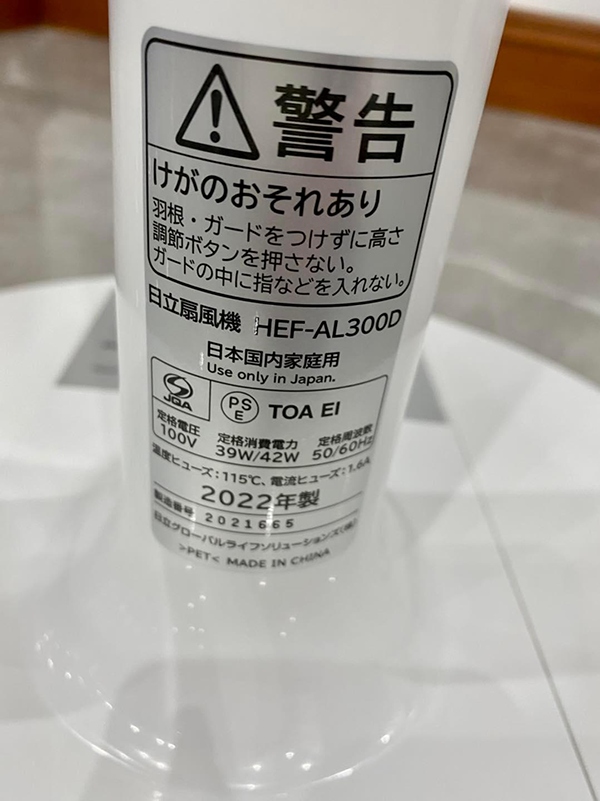 警告
けがのおそれあり
羽根・ガードをつけずに高さ
調節ボタンを押さない。
ガードの中に指などを入れない。
日立扇風機 HEF-AL300D
日本国内家庭用
Use only in Japan.
JQA PS E TOA EI
定格電圧 定格消費電力 定格周波数
100V 39W/42W 50/60Hz
温度ヒューズ:115℃、電流ヒューズ:1.6A
2022年製
製造番号 2021665
日立グローバルライフソリューションズ(株)
>PET< MADE IN CHINA